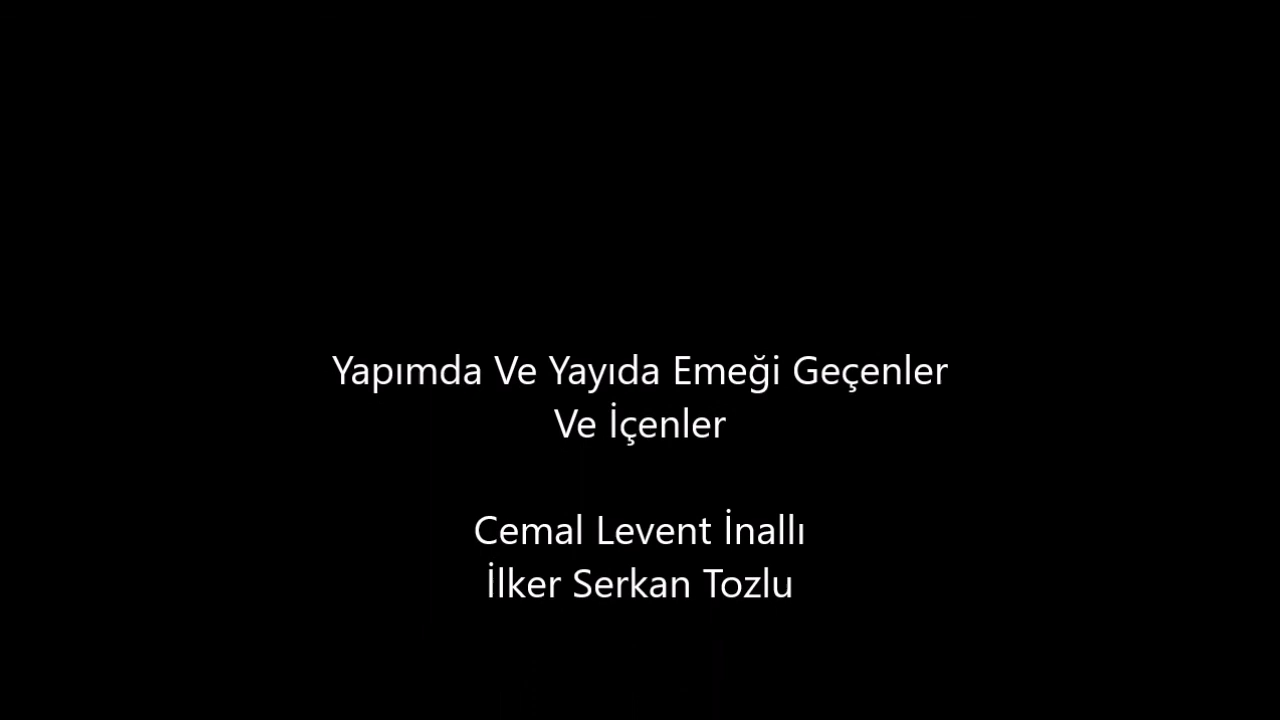 Yapımda Ve Yayıda Emeği Geçenler
Ve İçenler
Cemal Levent İnallı
İlker Serkan Tozlu